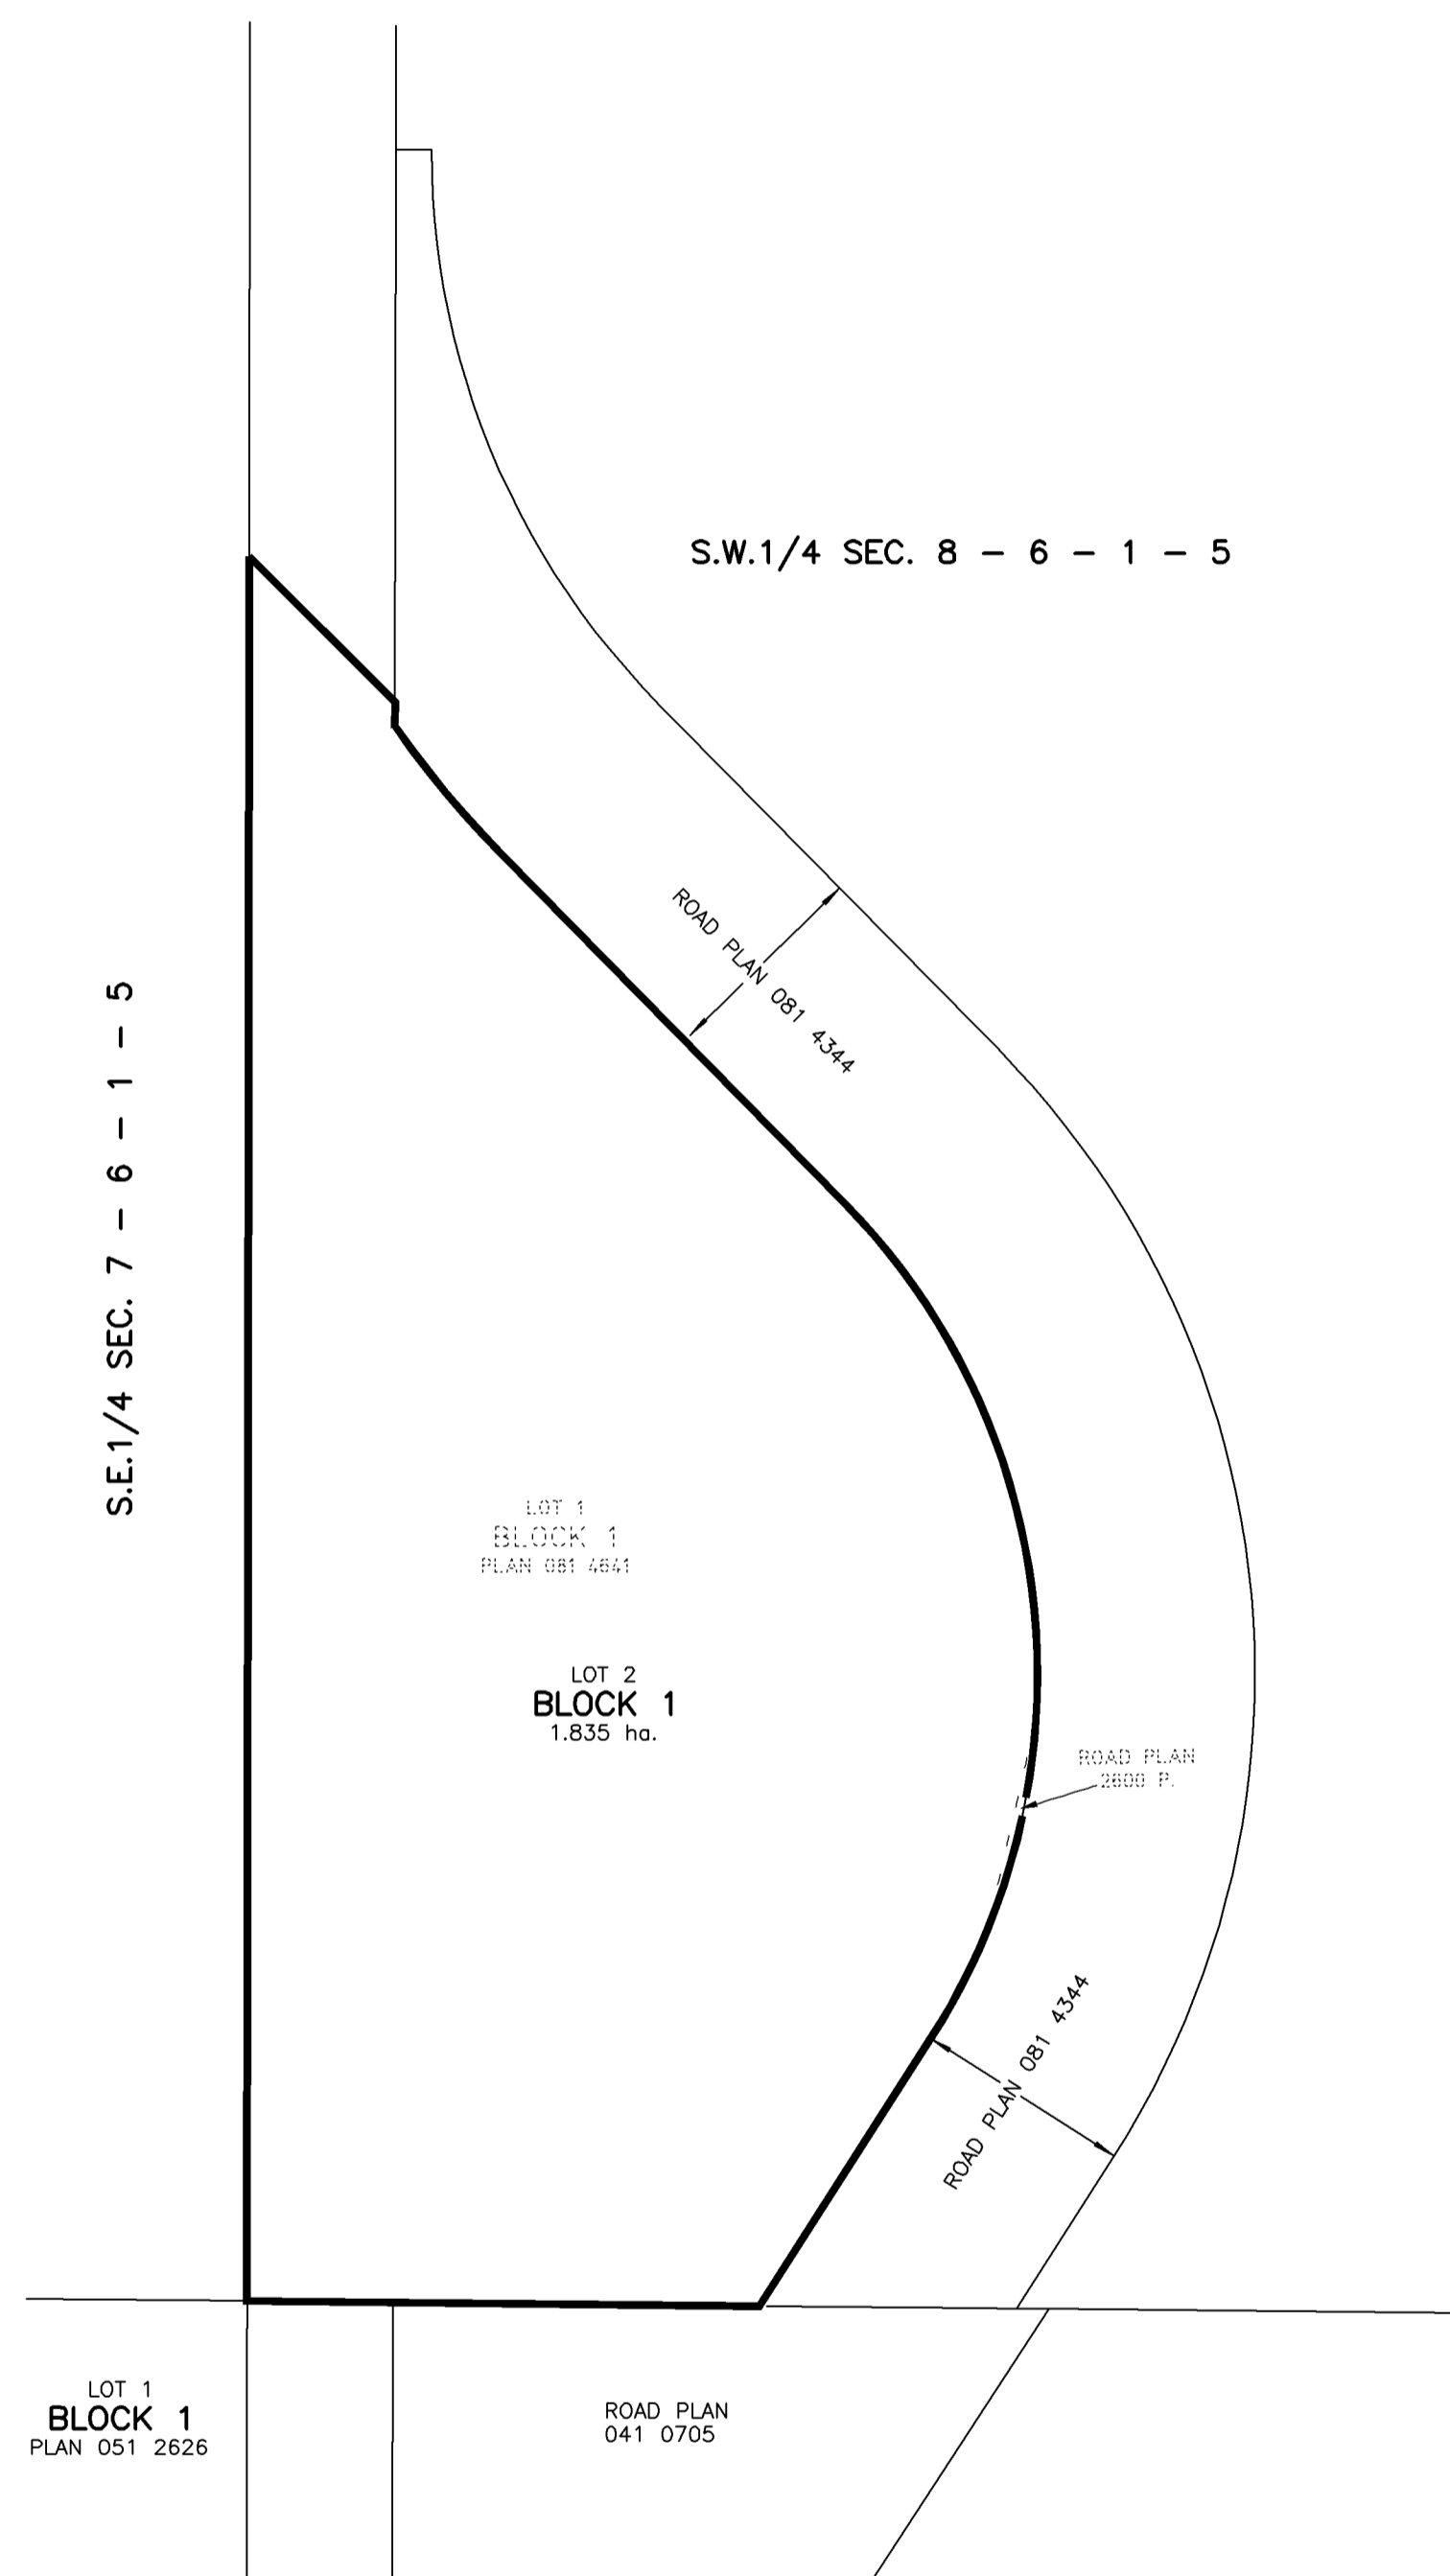 S.W.1/4 SEC. 8 - 6 - 1 - 5
ROAD PLAN 081 4344
S.E.1/4 SEC. 7 - 6 - 1 - 5
LOT 1
BLOCK 1
PLAN 081 4641
LOT 2
BLOCK 1
1.835 ha.
ROAD PLAN
2600 P.
ROAD PLAN 081 4344
LOT 1
BLOCK 1
PLAN 051 2626
ROAD PLAN
041 0705